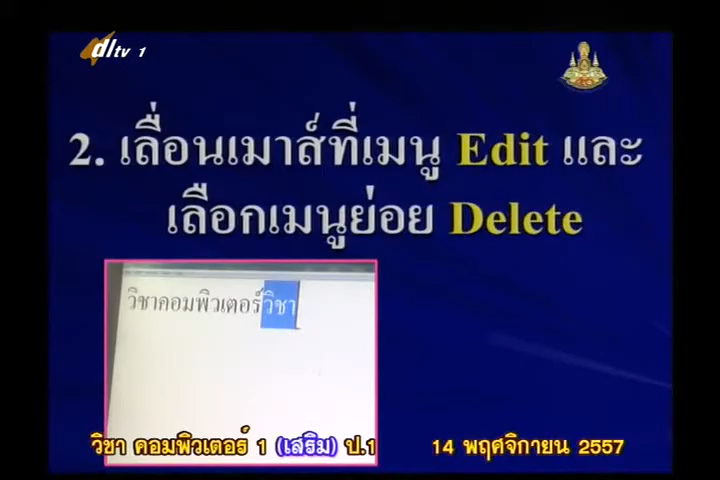 dltv 1
2. เลื่อนเมาส์ที่เมนู Edit และ
เลือกเมนูย่อย Delete
วิชาคอมพิวเตอร์วิชา
วิชา คอมพิวเตอร์ 1 (เสริม) ป.1
14 พฤศจิกายน 2557